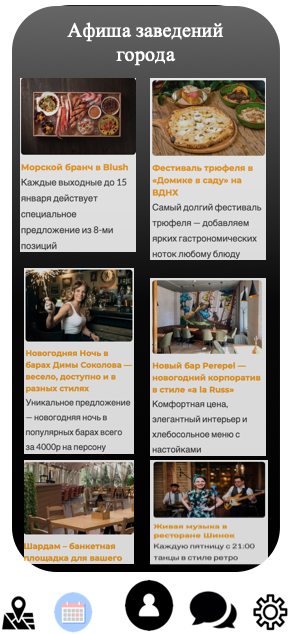 Афиша заведений
города
Морской бранч в Blush
Каждые выходные до 15
января действует
специальное
предложение из 8-ми
позиций
Фестиваль трюфеля в
«Домике в саду» на
ВДНХ
Самый долгий фестиваль
трюфеля — добавляем
ярких гастрономических
ноток любому блюду
Новогодняя Ночь в
барах Димы Соколова —
весело, доступно и в
разных стилях
Уникальное предложение
— новогодняя ночь в
популярных барах всего
за 4000р на персону
Новый бар Perepel —
новогодний корпоратив
в стиле «a la Russ»
Комфортная цена,
элегантный интерьер и
хлебосольное меню с
настойками
Шардам – банкетная
площадка для вашего
Живая музыка в
ресторане Шинок
Каждую пятницу с 21:00
танцы в стиле ретро